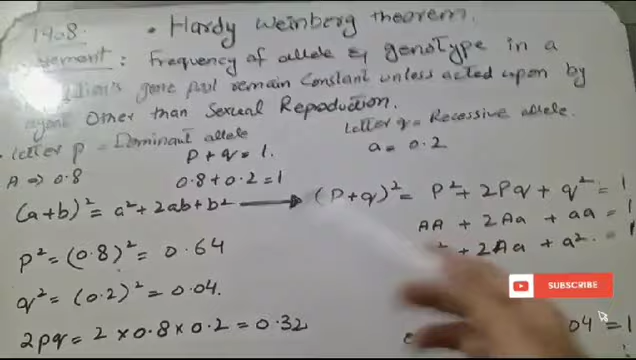 1908. • Hardy Weinberg theorem.
: Frequency of allele & genotype in a
gene pool remain Constant unless acted upon by
agent Other than Sexual Reproduction.
• Letter p = Dominant allele
Letter q = Recessive allele.
A ⇒ 0.8
p + q = 1.
a = 0.2
0.8 + 0.2 = 1
(a+b)² = a² + 2ab + b² → (P+q)² = P² + 2Pq + q² = 1
AA + 2Aa + aa = 1
² + 2Aa + a² = 1
P² = (0.8)² = 0.64
q² = (0.2)² = 0.04.
2pq = 2 × 0.8 × 0.2 = 0.32
04 = 1
SUBSCRIBE